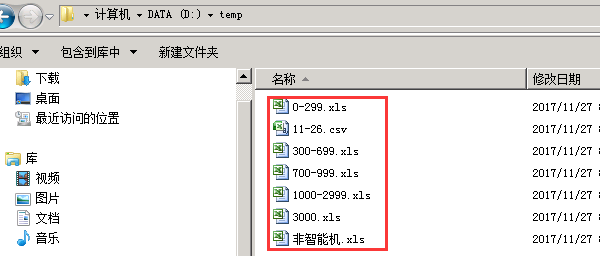 计算机 ▸ DATA (D:) ▸ temp
组织 包含到库中 新建文件夹
下载
桌面
最近访问的位置
库
视频
图片
文档
音乐
名称 修改日期
0-299.xls 2017/11/27
11-26.csv 2017/11/27
300-699.xls 2017/11/27
700-999.xls 2017/11/27
1000-2999.xls 2017/11/27
3000.xls 2017/11/27
非智能机.xls 2017/11/27